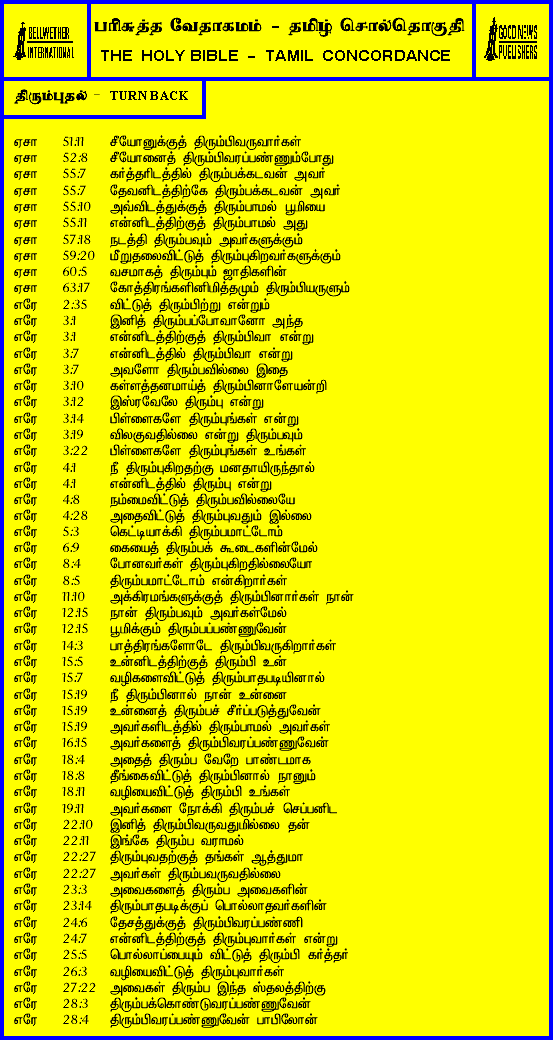 BELLWETHER
INTERNATIONAL
பரிசுத்த வேதாகமம் - தமிழ் சொல்தொகுதி
THE HOLY BIBLE - TAMIL CONCORDANCE
GOOD NEWS
PUBLISHERS
திரும்புதல் - TURN BACK
ஏசா 51:11 சீயோனுக்குத் திரும்பிவருவார்கள்
ஏசா 52:8 சீயோனைத் திரும்பிவரப்பண்ணும்போது
ஏசா 55:7 கர்த்தரிடத்தில் திரும்பக்கடவன் அவர்
ஏசா 55:7 தேவனிடத்திற்கே திரும்பக்கடவன் அவர்
ஏசா 55:10 அவ்விடத்துக்குத் திரும்பாமல் பூமியை
ஏசா 55:11 என்னிடத்திற்குத் திரும்பாமல் அது
ஏசா 57:18 நடத்தி திரும்பவும் அவர்களுக்கும்
ஏசா 59:20 மீறுதலைவிட்டுத் திரும்புகிறவர்களுக்கும்
ஏசா 60:5 வசமாகத் திரும்பும் ஜாதிகளின்
ஏசா 63:17 கோத்திரங்களினிமித்தமும் திரும்பியருளும்
எரே 2:35 விட்டுத் திரும்பிற்று என்றும்
எரே 3:1 இனித் திரும்பப்போவானோ அந்த
எரே 3:1 என்னிடத்திற்குத் திரும்பிவா என்று
எரே 3:7 என்னிடத்தில் திரும்பிவா என்று
எரே 3:7 அவளோ திரும்பவில்லை இதை
எரே 3:10 கள்ளத்தனமாய்த் திரும்பினாளேயன்றி
எரே 3:12 இஸ்ரவேலே திரும்பு என்று
எரே 3:14 பிள்ளைகளே திரும்புங்கள் என்று
எரே 3:19 விலகுவதில்லை என்று திரும்பவும்
எரே 3:22 பிள்ளைகளே திரும்புங்கள் உங்கள்
எரே 4:1 நீ திரும்புகிறதற்கு மனதாயிருந்தால்
எரே 4:1 என்னிடத்தில் திரும்பு என்று
எரே 4:8 நம்மைவிட்டுத் திரும்பவில்லையே
எரே 4:28 அதைவிட்டுத் திரும்புவதும் இல்லை
எரே 5:3 கெட்டியாக்கி திரும்பமாட்டோம்
எரே 6:9 கையைத் திரும்பக் கூடைகளின்மேல்
எரே 8:4 போனவர்கள் திரும்புகிறதில்லையோ
எரே 8:5 திரும்பமாட்டோம் என்கிறார்கள்
எரே 11:10 அக்கிரமங்களுக்குத் திரும்பினார்கள் நான்
எரே 12:15 நான் திரும்பவும் அவர்கள்மேல்
எரே 12:15 பூமிக்கும் திரும்பப்பண்ணுவேன்
எரே 14:3 பாத்திரங்களோடே திரும்பிவருகிறார்கள்
எரே 15:5 உன்னிடத்திற்குத் திரும்பி உன்
எரே 15:7 வழிகளைவிட்டுத் திரும்பாதபடியினால்
எரே 15:19 நீ திரும்பினால் நான் உன்னை
எரே 15:19 உன்னைத் திரும்பச் சீர்ப்படுத்துவேன்
எரே 15:19 அவர்களிடத்தில் திரும்பாமல் அவர்கள்
எரே 16:15 அவர்களைத் திரும்பிவரப்பண்ணுவேன்
எரே 18:4 அதைத் திரும்ப வேறே பாண்டமாக
எரே 18:8 தீங்கைவிட்டுத் திரும்பினால் நானும்
எரே 18:11 வழியைவிட்டுத் திரும்பி உங்கள்
எரே 19:11 அவர்களை நோக்கி திரும்பச் செப்பனிட
எரே 22:10 இனித் திரும்பிவருவதுமில்லை தன்
எரே 22:11 இங்கே திரும்ப வராமல்
எரே 22:27 திரும்புவதற்குத் தங்கள் ஆத்துமா
எரே 22:27 அவர்கள் திரும்பவருவதில்லை
எரே 23:3 அவைகளைத் திரும்ப அவைகளின்
எரே 23:14 திரும்பாதபடிக்குப் பொல்லாதவர்களின்
எரே 24:6 தேசத்துக்குத் திரும்பிவரப்பண்ணி
எரே 24:7 என்னிடத்திற்குத் திரும்புவார்கள் என்று
எரே 25:5 பொல்லாப்பையும் விட்டுத் திரும்பி கர்த்தர்
எரே 26:3 வழியைவிட்டுத் திரும்புவார்கள்
எரே 27:22 அவைகள் திரும்ப இந்த ஸ்தலத்திற்கு
எரே 28:3 திரும்பக்கொண்டுவரப்பண்ணுவேன்
எரே 28:4 திரும்பிவரப்பண்ணுவேன் பாபிலோன்